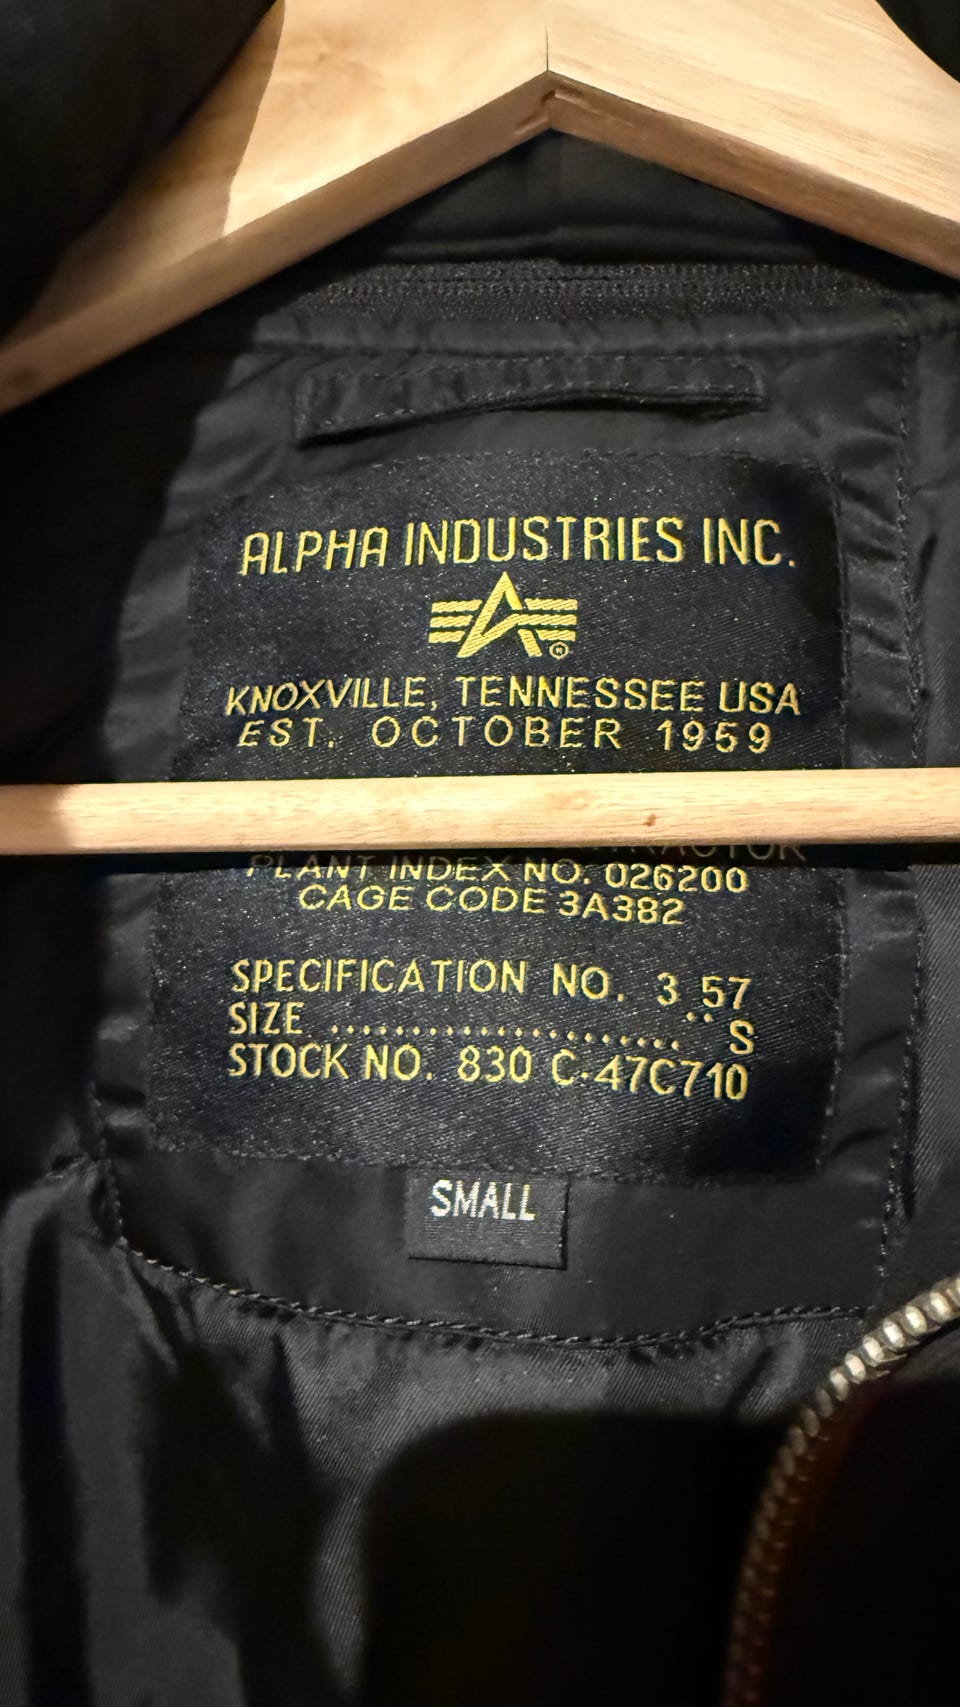 ALPHA INDUSTRIES INC.
®
KNOXVILLE, TENNESSEE USA
EST. OCTOBER 1959
PLANT INDEX NO. 026200
CAGE CODE 3A382
SPECIFICATION NO. 3 57
SIZE ........................ S
STOCK NO. 830 C-47C710
SMALL